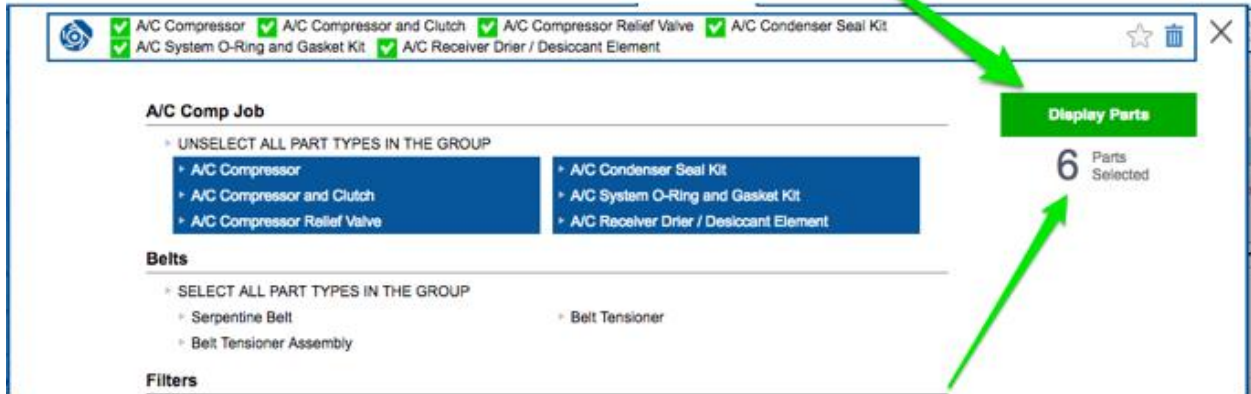 A/C Compressor A/C Compressor and Clutch A/C Compressor Relief Valve A/C Condenser Seal Kit
A/C System O-Ring and Gasket Kit A/C Receiver Drier / Desiccant Element
A/C Comp Job
Display Parts
UNSELECT ALL PART TYPES IN THE GROUP
6 Parts Selected
A/C Compressor
A/C Condenser Seal Kit
A/C Compressor and Clutch
A/C System O-Ring and Gasket Kit
A/C Compressor Relief Valve
A/C Receiver Drier / Desiccant Element
Belts
SELECT ALL PART TYPES IN THE GROUP
Serpentine Belt
Belt Tensioner
Belt Tensioner Assembly
Filters